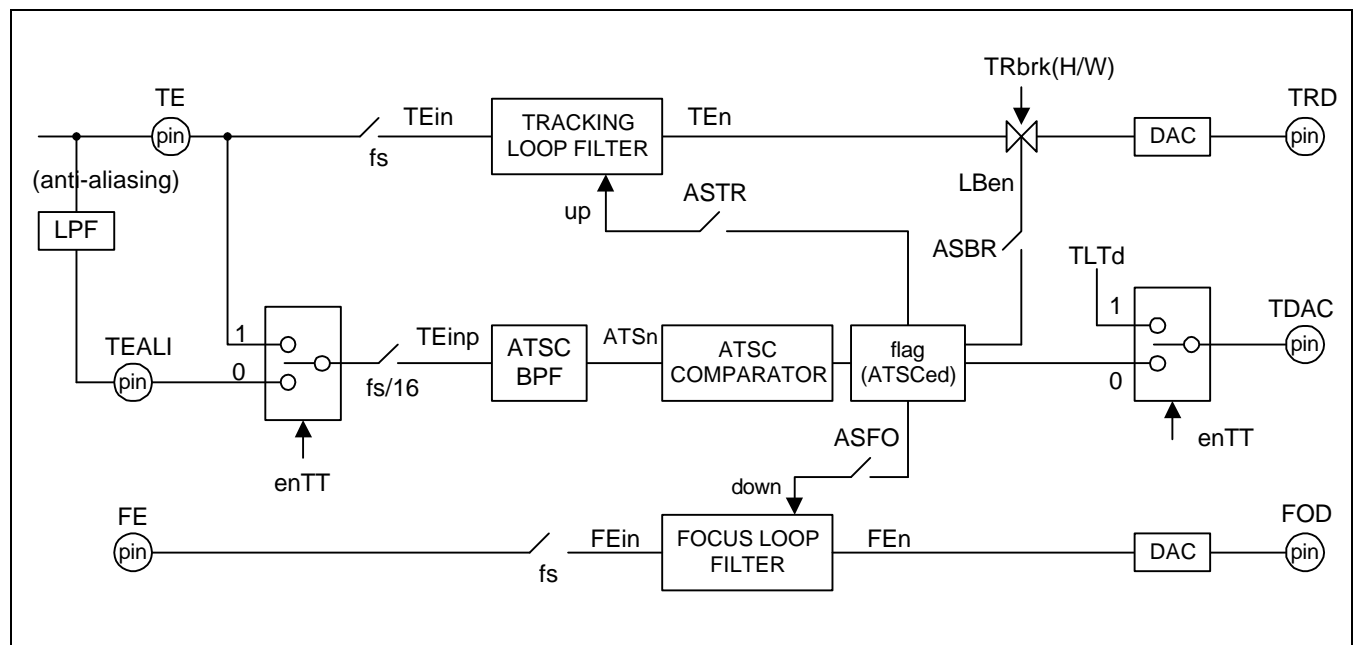 TRbrk(H/W)
TE
TEin
TEn
TRD
pin
fs
TRACKING
LOOP FILTER
DAC
pin
(anti-aliasing)
LPF
up
ASTR
LBen
ASBR
TLTd
TEALI
pin
1
0
TEinp
fs/16
ATSC
BPF
ATSn
ATSC
COMPARATOR
flag
(ATSCed)
1
0
TDAC
pin
enTT
enTT
ASFO
down
FE
pin
fs
FEin
FOCUS LOOP
FILTER
FEn
DAC
FOD
pin